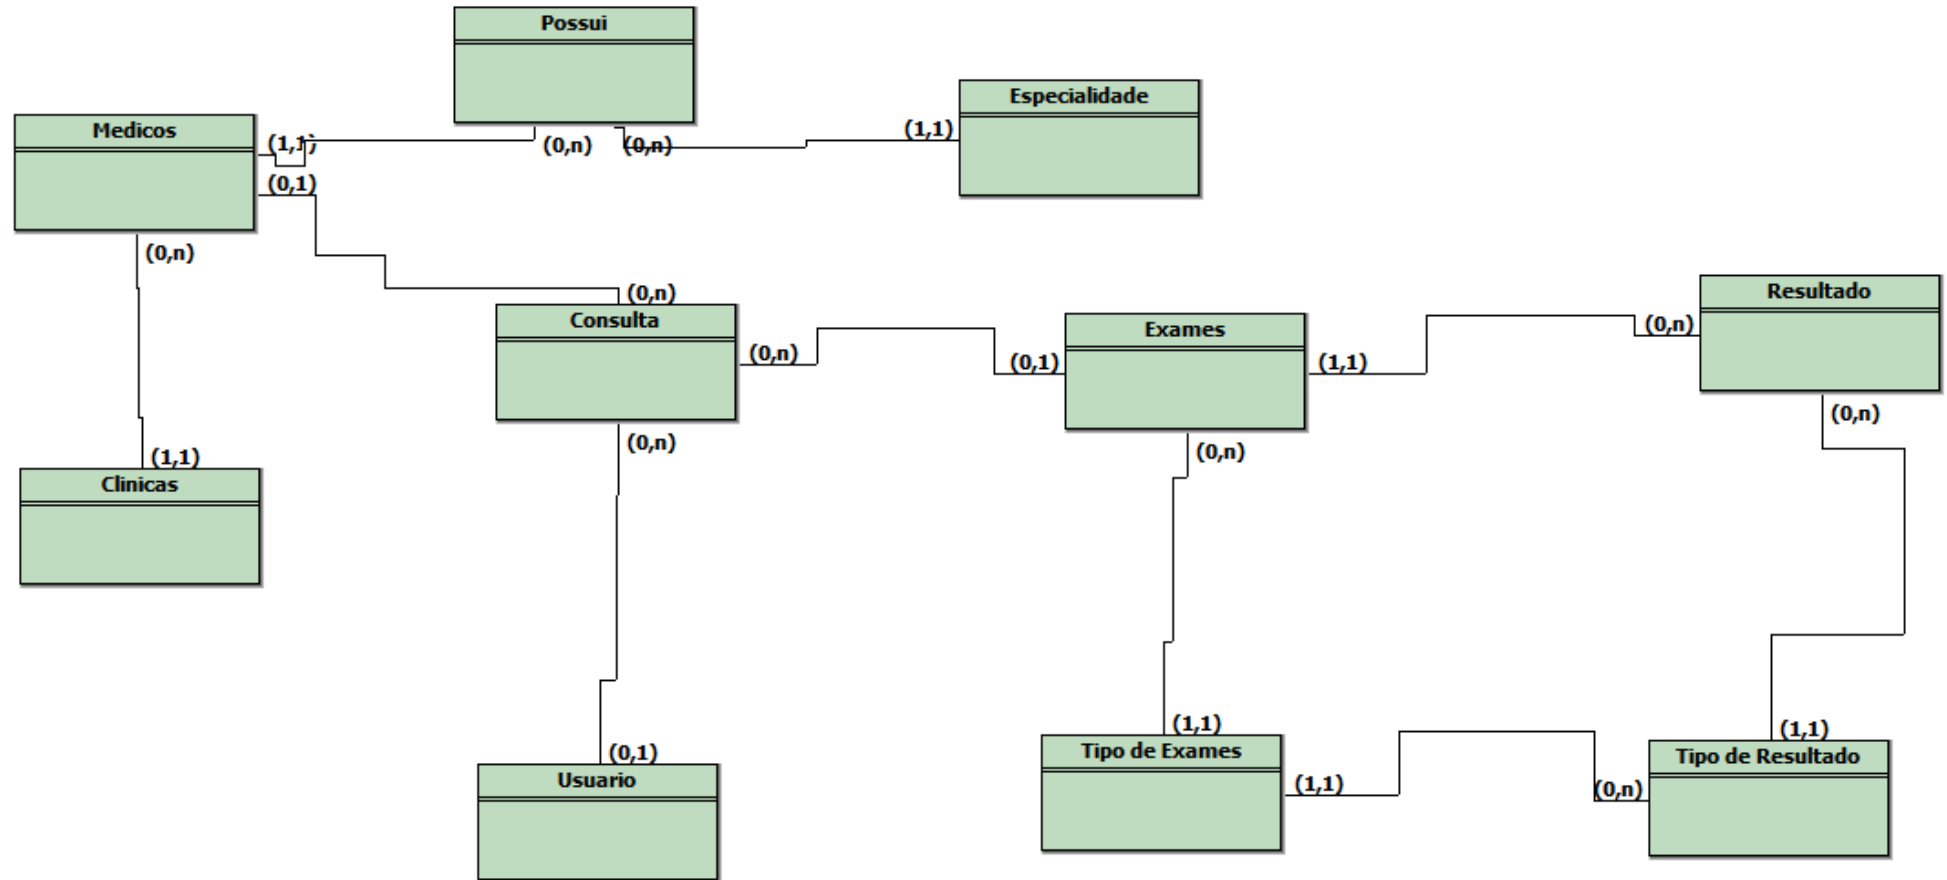 Possui
Especialidade
Medicos
(1,1)
(0,n)
(0,n)
(1,1)
(0,1)
(0,n)
(0,n)
Consulta
(0,n)
(0,1)
Exames
(1,1)
(0,n)
Resultado
(0,n)
(0,n)
(0,n)
(1,1)
Clinicas
(1,1)
Tipo de Exames
(1,1)
(0,n)
(1,1)
Tipo de Resultado
(0,1)
Usuario